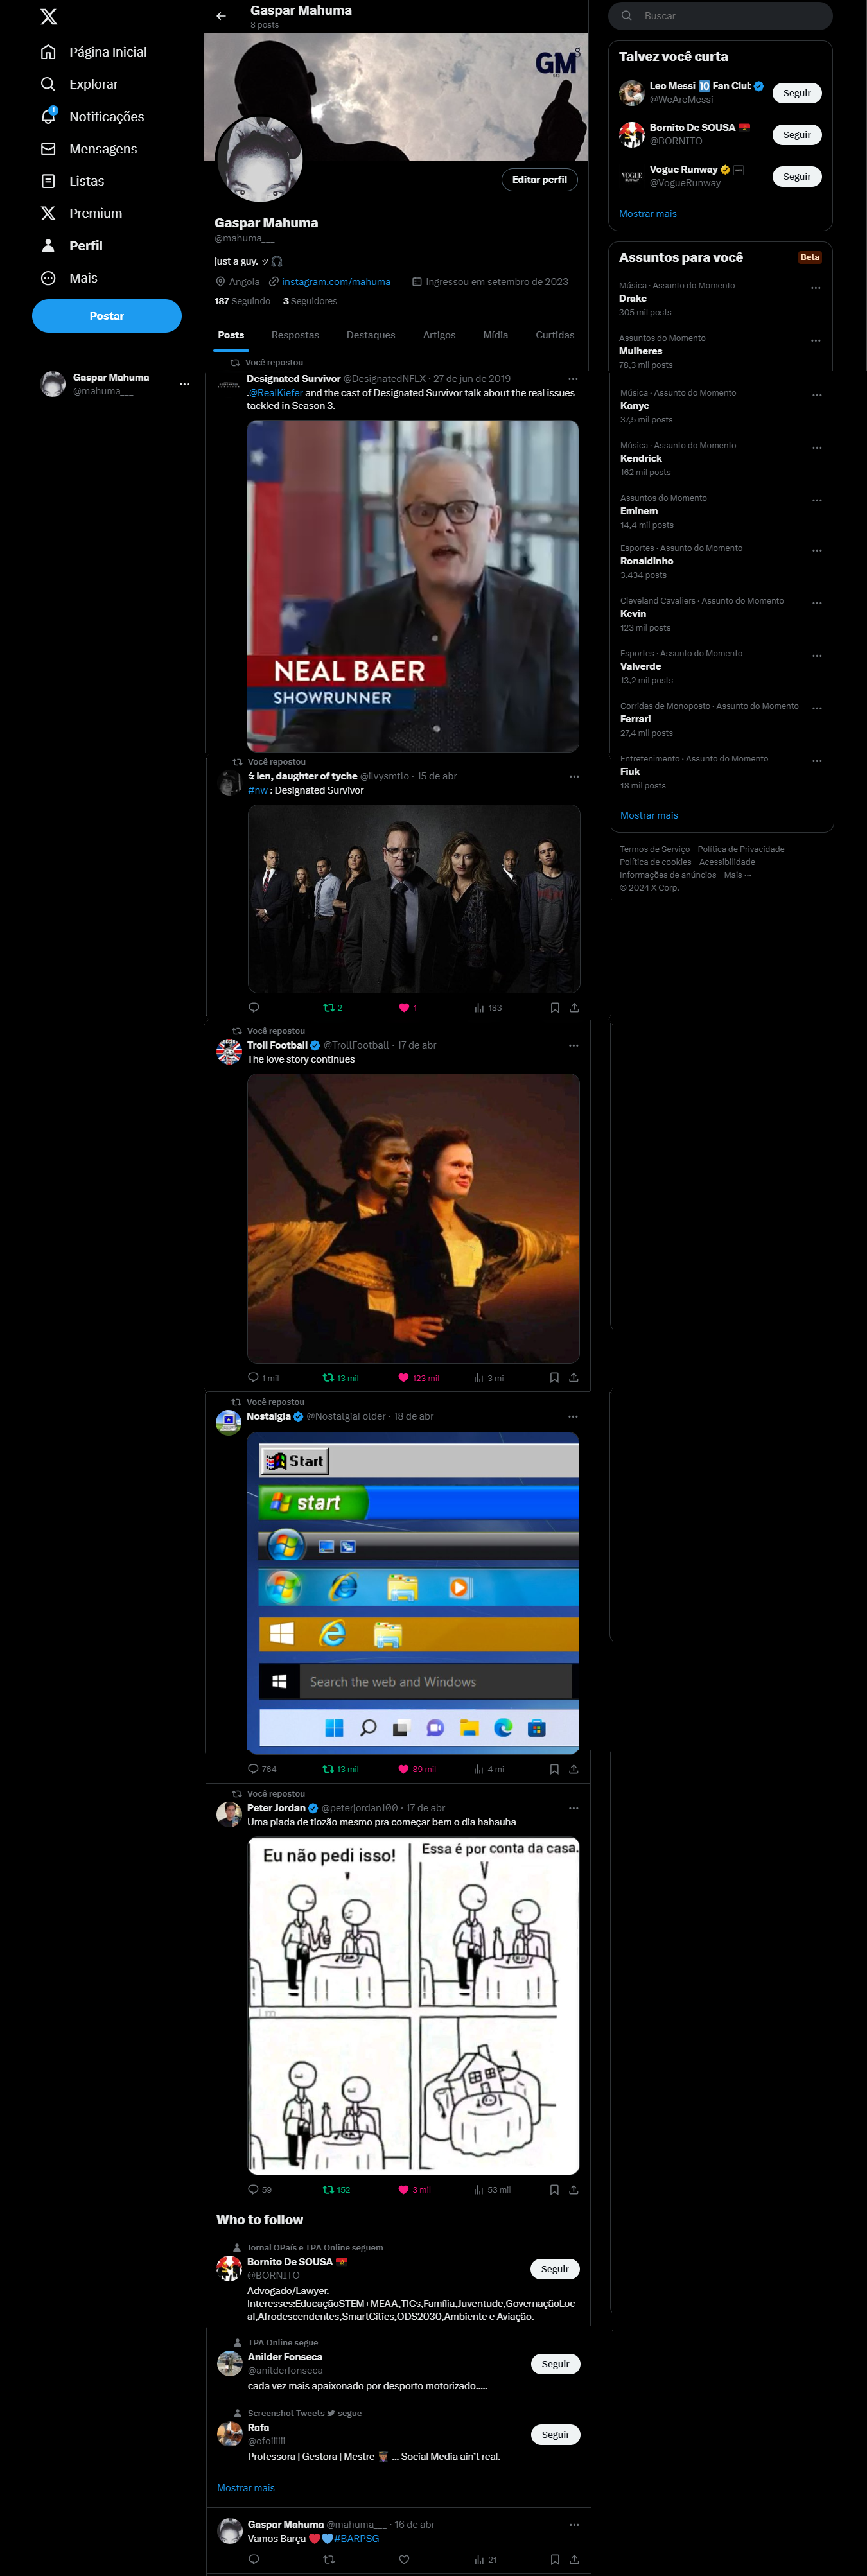 Página Inicial
Explorar
1
Notificações
Mensagens
Listas
Premium
Perfil
Mais
Postar
Gaspar Mahuma
@mahuma___
Gaspar Mahuma
8 posts
GM
Editar perfil
Gaspar Mahuma
@mahuma___
just a guy. ッ 🎧
Angola instagram.com/mahuma___ Ingressou em setembro de 2023
187 Seguindo 3 Seguidores
Posts Respostas Destaques Artigos Mídia Curtidas
Você repostou
Designated Survivor @DesignatedNFLX · 27 de jun de 2019
.@RealKiefer and the cast of Designated Survivor talk about the real issues
tackled in Season 3.
NEAL BAER
SHOWRUNNER
Você repostou
len, daughter of tyche @ilvysmtlo · 15 de abr
#nw : Designated Survivor
2 1 183
Você repostou
Troll Football @TrollFootball · 17 de abr
The love story continues
1 mil 13 mil 123 mil 3 mi
Você repostou
Nostalgia @NostalgiaFolder · 18 de abr
Start
start
Search the web and Windows
764 13 mil 89 mil 4 mi
Você repostou
Peter Jordan @peterjordan100 · 17 de abr
Uma piada de tiozão mesmo pra começar bem o dia hahauha
Eu não pedi isso!
Essa é por conta da casa.
59 152 3 mil 53 mil
Who to follow
Jornal OPaís e TPA Online seguem
Bornito De SOUSA 🇦🇴
@BORNITO
Seguir
Advogado/Lawyer.
Interesses:EducaçãoSTEM+MEAA,TICs,Família,Juventude,GovernaçãoLoc
al,Afrodescendentes,SmartCities,ODS2030,Ambiente e Aviação.
TPA Online segue
Anilder Fonseca
@anilderfonseca
Seguir
cada vez mais apaixonado por desporto motorizado.....
Screenshot Tweets segue
Rafa
@ofoiiiiii
Seguir
Professora | Gestora | Mestre 👩🏾‍🎓 ... Social Media ain't real.
Mostrar mais
Gaspar Mahuma @mahuma___ · 16 de abr
Vamos Barça ❤️💙#BARPSG
21
Buscar
Talvez você curta
Leo Messi 🔟 Fan Club
@WeAreMessi
Seguir
Bornito De SOUSA 🇦🇴
@BORNITO
Seguir
VOGUE
Vogue Runway
@VogueRunway
Seguir
Mostrar mais
Assuntos para você Beta
Música · Assunto do Momento
Drake
305 mil posts
Assuntos do Momento
Mulheres
78,3 mil posts
Música · Assunto do Momento
Kanye
37,5 mil posts
Música · Assunto do Momento
Kendrick
162 mil posts
Assuntos do Momento
Eminem
14,4 mil posts
Esportes · Assunto do Momento
Ronaldinho
3.434 posts
Cleveland Cavaliers · Assunto do Momento
Kevin
123 mil posts
Esportes · Assunto do Momento
Valverde
13,2 mil posts
Corridas de Monoposto · Assunto do Momento
Ferrari
27,4 mil posts
Entretenimento · Assunto do Momento
Fiuk
18 mil posts
Mostrar mais
Termos de Serviço Política de Privacidade
Política de cookies Acessibilidade
Informações de anúncios Mais ···
© 2024 X Corp.